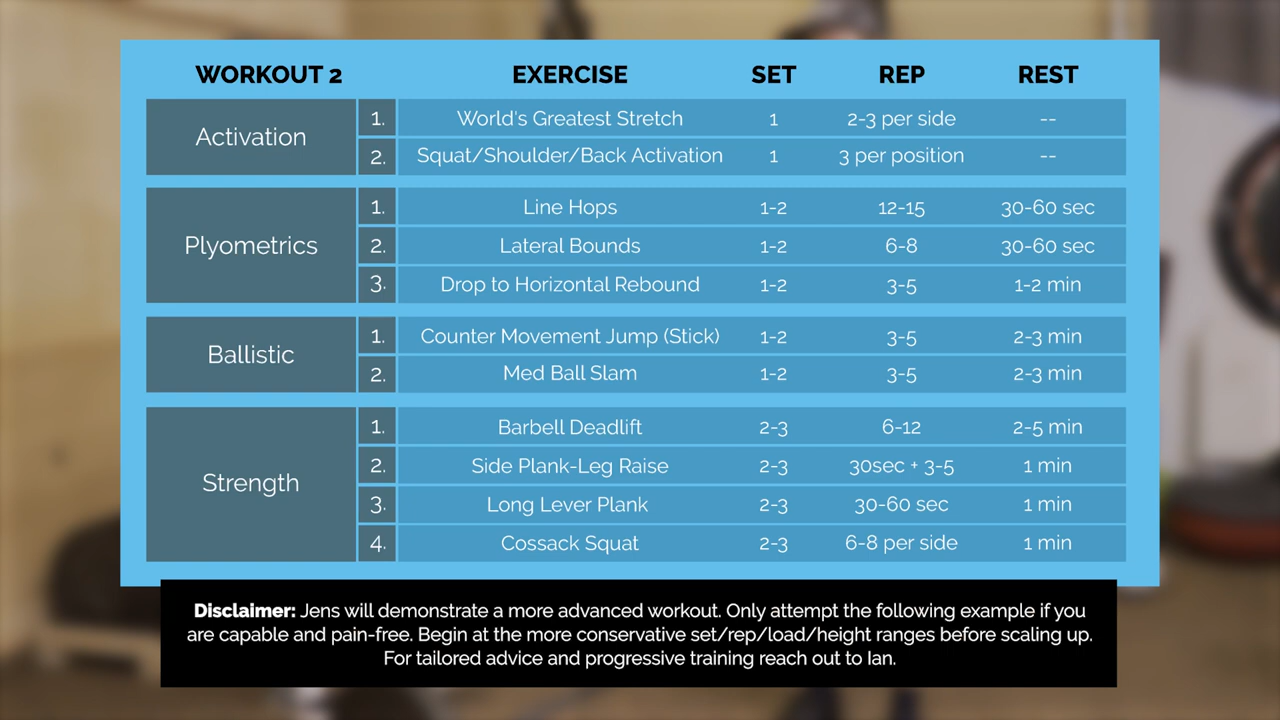 WORKOUT 2 EXERCISE SET REP REST
Activation
1. World's Greatest Stretch 1 2-3 per side --
2. Squat/Shoulder/Back Activation 1 3 per position --
Plyometrics
1. Line Hops 1-2 12-15 30-60 sec
2. Lateral Bounds 1-2 6-8 30-60 sec
3. Drop to Horizontal Rebound 1-2 3-5 1-2 min
Ballistic
1. Counter Movement Jump (Stick) 1-2 3-5 2-3 min
2. Med Ball Slam 1-2 3-5 2-3 min
Strength
1. Barbell Deadlift 2-3 6-12 2-5 min
2. Side Plank-Leg Raise 2-3 30sec + 3-5 1 min
3. Long Lever Plank 2-3 30-60 sec 1 min
4. Cossack Squat 2-3 6-8 per side 1 min
Disclaimer: Jens will demonstrate a more advanced workout. Only attempt the following example if you
are capable and pain-free. Begin at the more conservative set/rep/load/height ranges before scaling up.
For tailored advice and progressive training reach out to Ian.